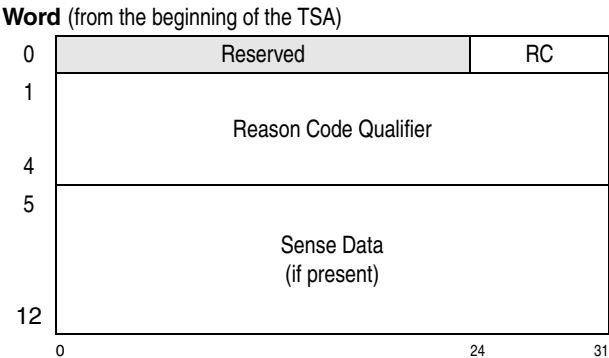 Word (from the beginning of the TSA)
0 Reserved RC
1
Reason Code Qualifier
4
5
Sense Data
(if present)
12
0 24 31